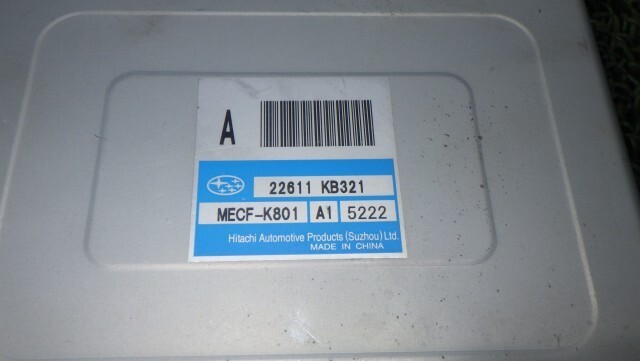 A
22611 KB321
MECF-K801 A1 5222
Hitachi Automotive Products (Suzhou) Ltd.
MADE IN CHINA